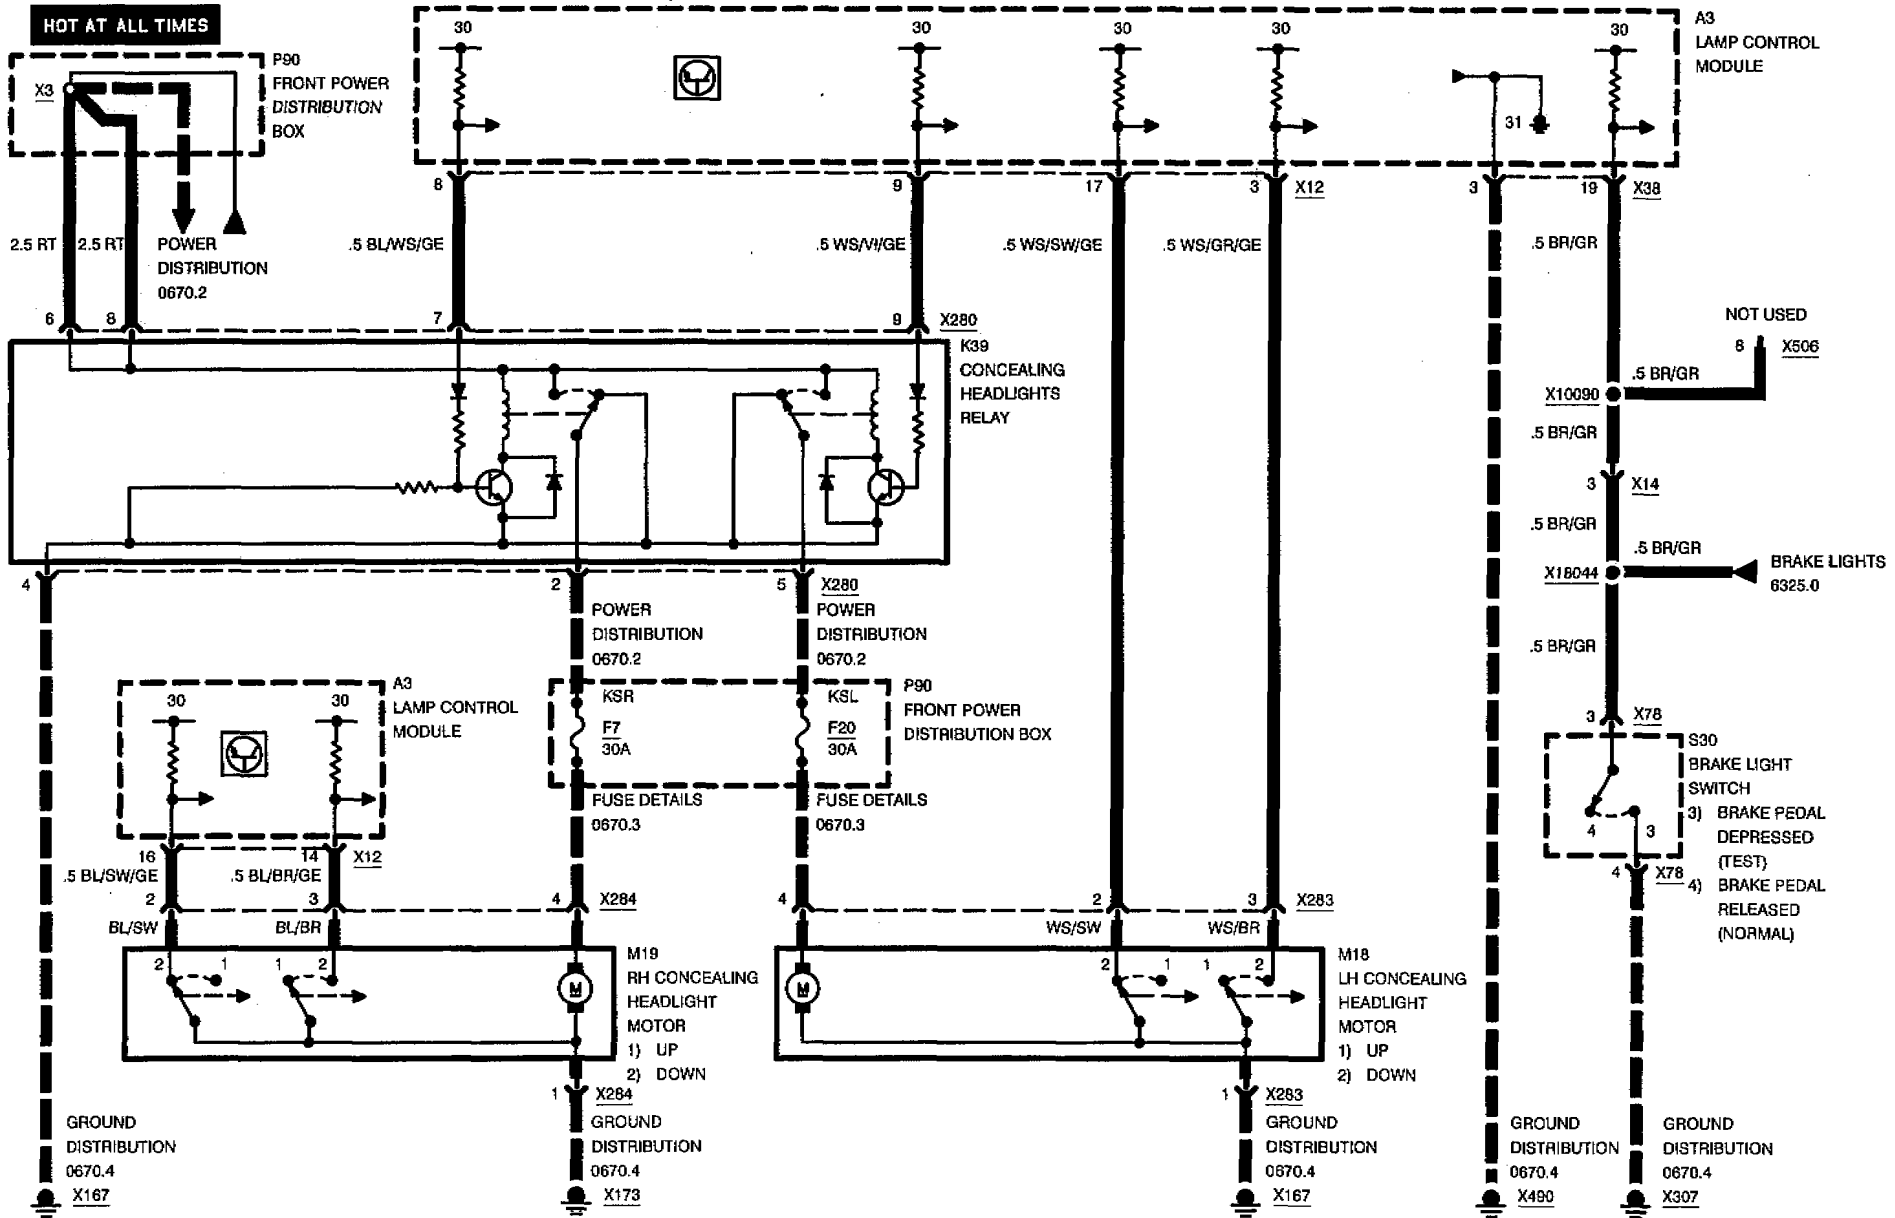 HOT AT ALL TIMES
P90
FRONT POWER
DISTRIBUTION
BOX
X3
30
30
30
30
31
30
A3
LAMP CONTROL
MODULE
8
9
17
3
X12
3
19
X38
2.5 RT
2.5 RT
POWER
DISTRIBUTION
0670.2
.5 BL/WS/GE
.5 WS/VI/GE
.5 WS/SW/GE
.5 WS/GR/GE
.5 BR/GR
6
8
7
9
X280
NOT USED
8
X506
.5 BR/GR
X10090
.5 BR/GR
K39
CONCEALING
HEADLIGHTS
RELAY
3
X14
.5 BR/GR
.5 BR/GR
X18044
BRAKE LIGHTS
6325.0
.5 BR/GR
4
2
5
X280
POWER
DISTRIBUTION
0670.2
POWER
DISTRIBUTION
0670.2
30
30
A3
LAMP CONTROL
MODULE
KSR
F7
30A
KSL
F20
30A
P90
FRONT POWER
DISTRIBUTION BOX
FUSE DETAILS
0670.3
FUSE DETAILS
0670.3
3
X78
S30
BRAKE LIGHT
SWITCH
3) BRAKE PEDAL
DEPRESSED
(TEST)
4) BRAKE PEDAL
RELEASED
(NORMAL)
4
3
4
X78
16
14
X12
.5 BL/SW/GE
.5 BL/BR/GE
2
3
4
X284
4
2
3
X283
BL/SW
BL/BR
WS/SW
WS/BR
2
1
1
2
M
M19
RH CONCEALING
HEADLIGHT
MOTOR
1) UP
2) DOWN
M
2
1
1
2
M18
LH CONCEALING
HEADLIGHT
MOTOR
1) UP
2) DOWN
1
X284
1
X283
GROUND
DISTRIBUTION
0670.4
X167
GROUND
DISTRIBUTION
0670.4
X173
GROUND
DISTRIBUTION
0670.4
X167
GROUND
DISTRIBUTION
0670.4
X490
GROUND
DISTRIBUTION
0670.4
X307